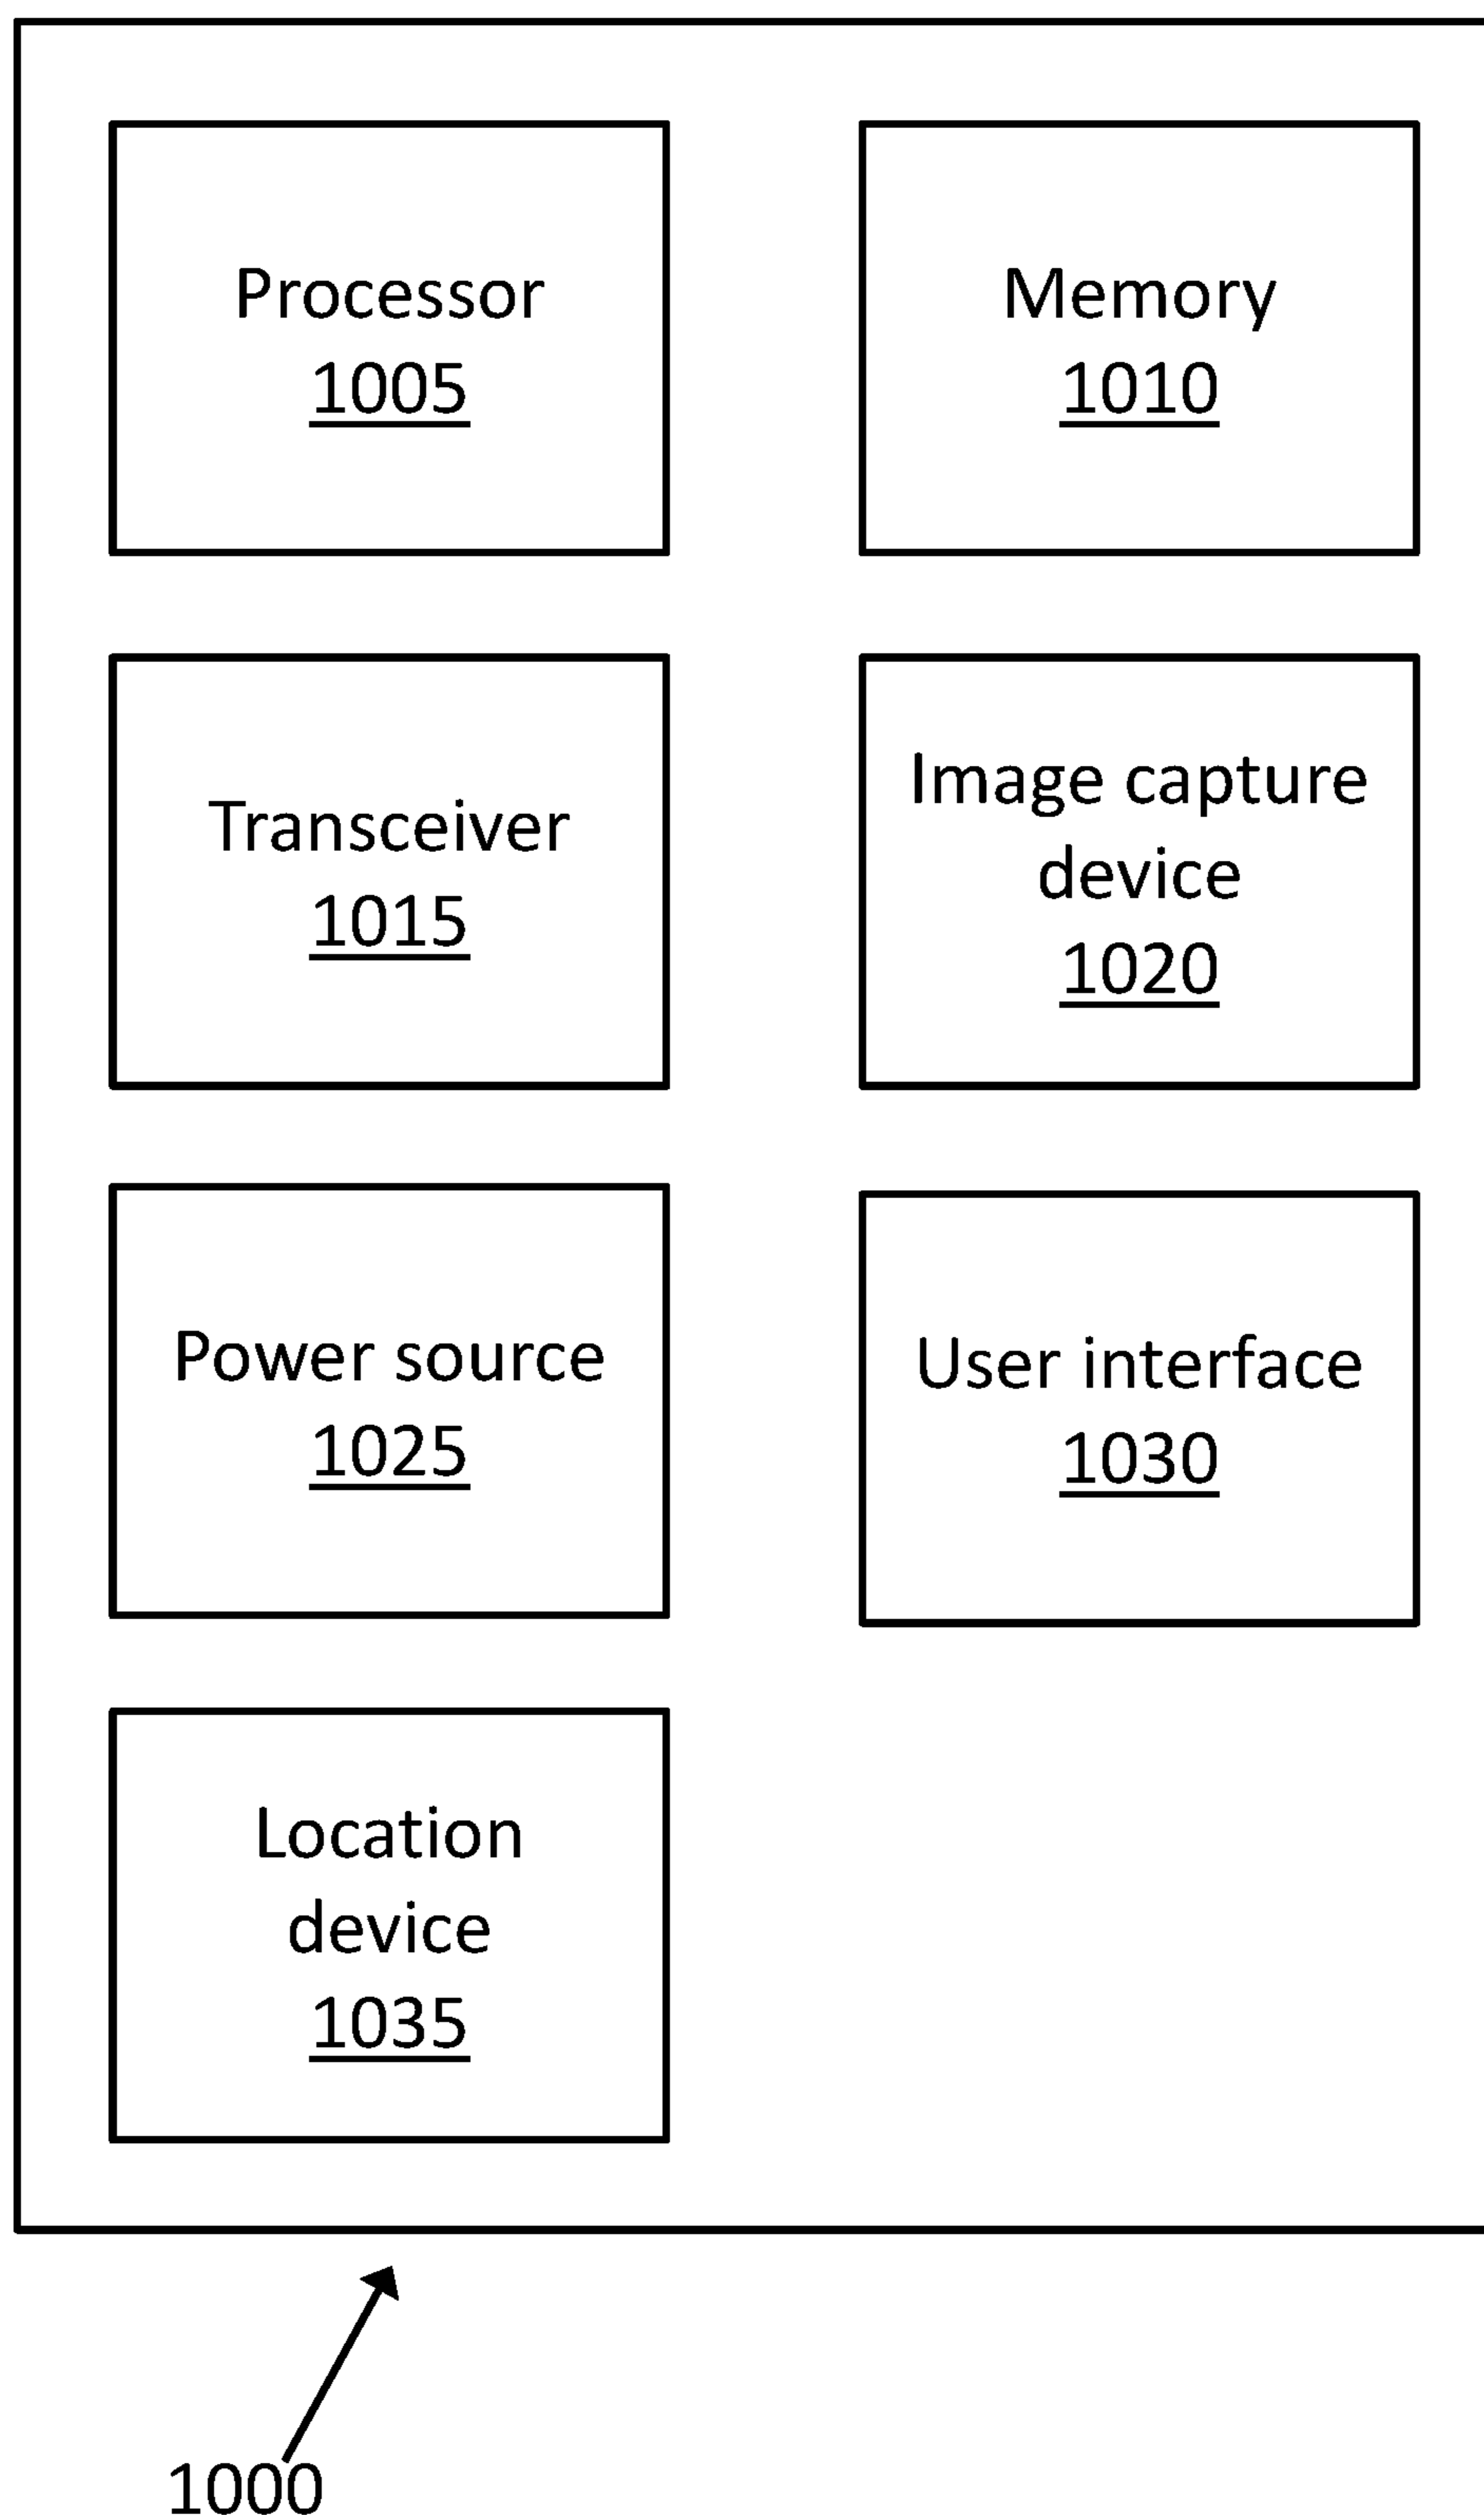 Processor
1005
Memory
1010
Transceiver
1015
Image capture
device
1020
Power source
1025
User interface
1030
Location
device
1035
1000